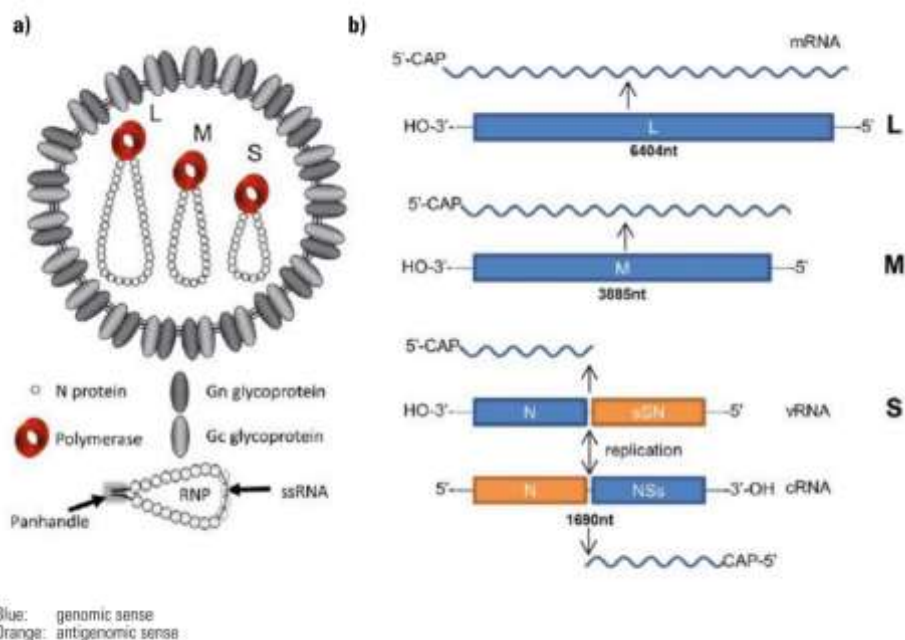 a)
L
M
S
N protein
Gn glycoprotein
Polymerase
Gc glycoprotein
RNP
ssRNA
Panhandle
b)
mRNA
5'-CAP
HO-3'
L
-5'
L
6404nt
5'-CAP
HO-3'
M
-5'
M
3885nt
5'-CAP
HO-3'
N
-5'
vRNA
S
replication
5'-
N
NSs
-3'-OH
cRNA
1690nt
CAP-5'
Blue: genomic sense
Orange: antigenomic sense